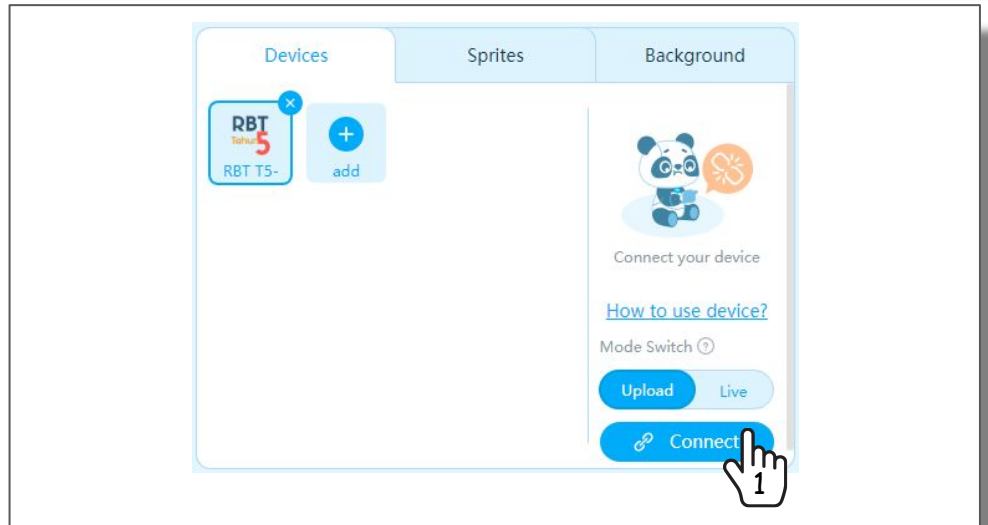 Devices
Sprites
Background
RBT
Tahun
5
RBT T5-
add
Connect your device
How to use device?
Mode Switch ?
Upload
Live
Connect
1